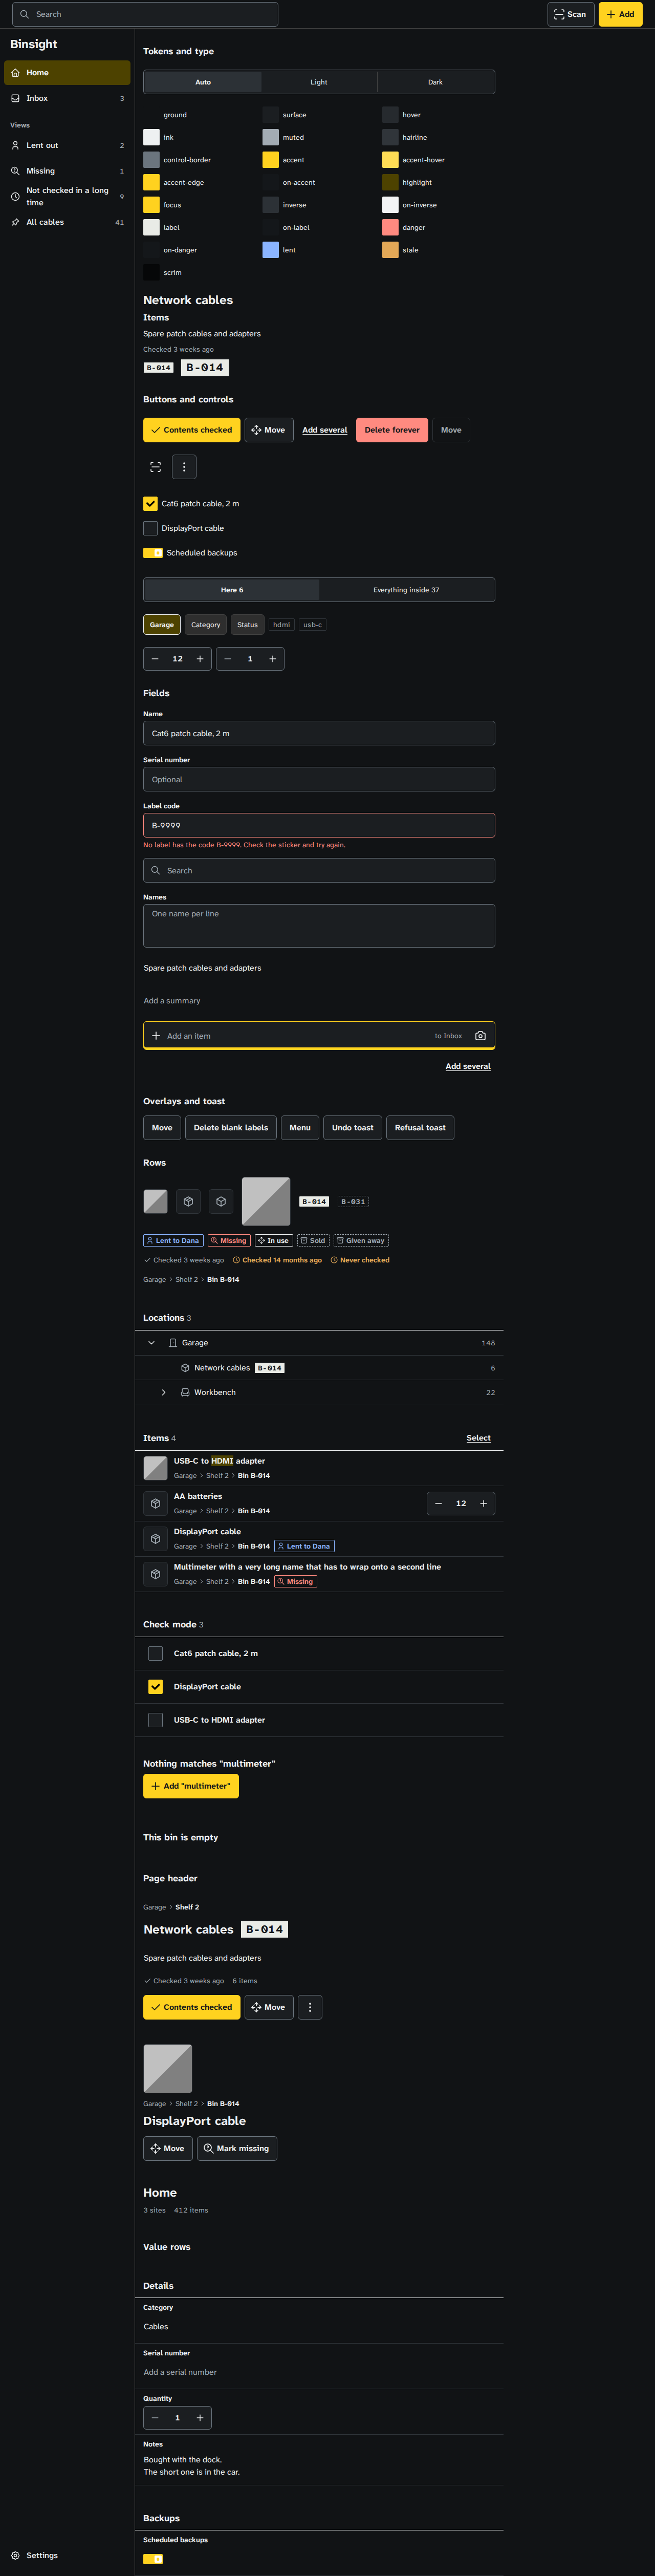 Search
Scan
Add
Binsight
Home
Inbox 3
Views
Lent out 2
Missing 1
Not checked in a long
time 9
All cables 41
Settings
Tokens and type
Auto Light Dark
ground surface hover
ink muted hairline
control-border accent accent-hover
accent-edge on-accent highlight
focus inverse on-inverse
label on-label danger
on-danger lent stale
scrim
Network cables
Items
Spare patch cables and adapters
Checked 3 weeks ago
B-014 B-014
Buttons and controls
Contents checked Move Add several Delete forever Move
Cat6 patch cable, 2 m
DisplayPort cable
Scheduled backups
Here 6 Everything inside 37
Garage Category Status hdmi usb-c
12 1
Fields
Name
Cat6 patch cable, 2 m
Serial number
Optional
Label code
B-9999
No label has the code B-9999. Check the sticker and try again.
Search
Names
One name per line
Spare patch cables and adapters
Add a summary
Add an item to Inbox
Add several
Overlays and toast
Move Delete blank labels Menu Undo toast Refusal toast
Rows
B-014 B-031
Lent to Dana Missing In use Sold Given away
Checked 3 weeks ago Checked 14 months ago Never checked
Garage Shelf 2 Bin B-014
Locations 3
Garage 148
Network cables B-014 6
Workbench 22
Items 4 Select
USB-C to HDMI adapter
Garage Shelf 2 Bin B-014
AA batteries
Garage Shelf 2 Bin B-014
12
DisplayPort cable
Garage Shelf 2 Bin B-014 Lent to Dana
Multimeter with a very long name that has to wrap onto a second line
Garage Shelf 2 Bin B-014 Missing
Check mode 3
Cat6 patch cable, 2 m
DisplayPort cable
USB-C to HDMI adapter
Nothing matches "multimeter"
Add "multimeter"
This bin is empty
Page header
Garage Shelf 2
Network cables B-014
Spare patch cables and adapters
Checked 3 weeks ago 6 items
Contents checked Move
Garage Shelf 2 Bin B-014
DisplayPort cable
Move Mark missing
Home
3 sites 412 items
Value rows
Details
Category
Cables
Serial number
Add a serial number
Quantity
1
Notes
Bought with the dock.
The short one is in the car.
Backups
Scheduled backups